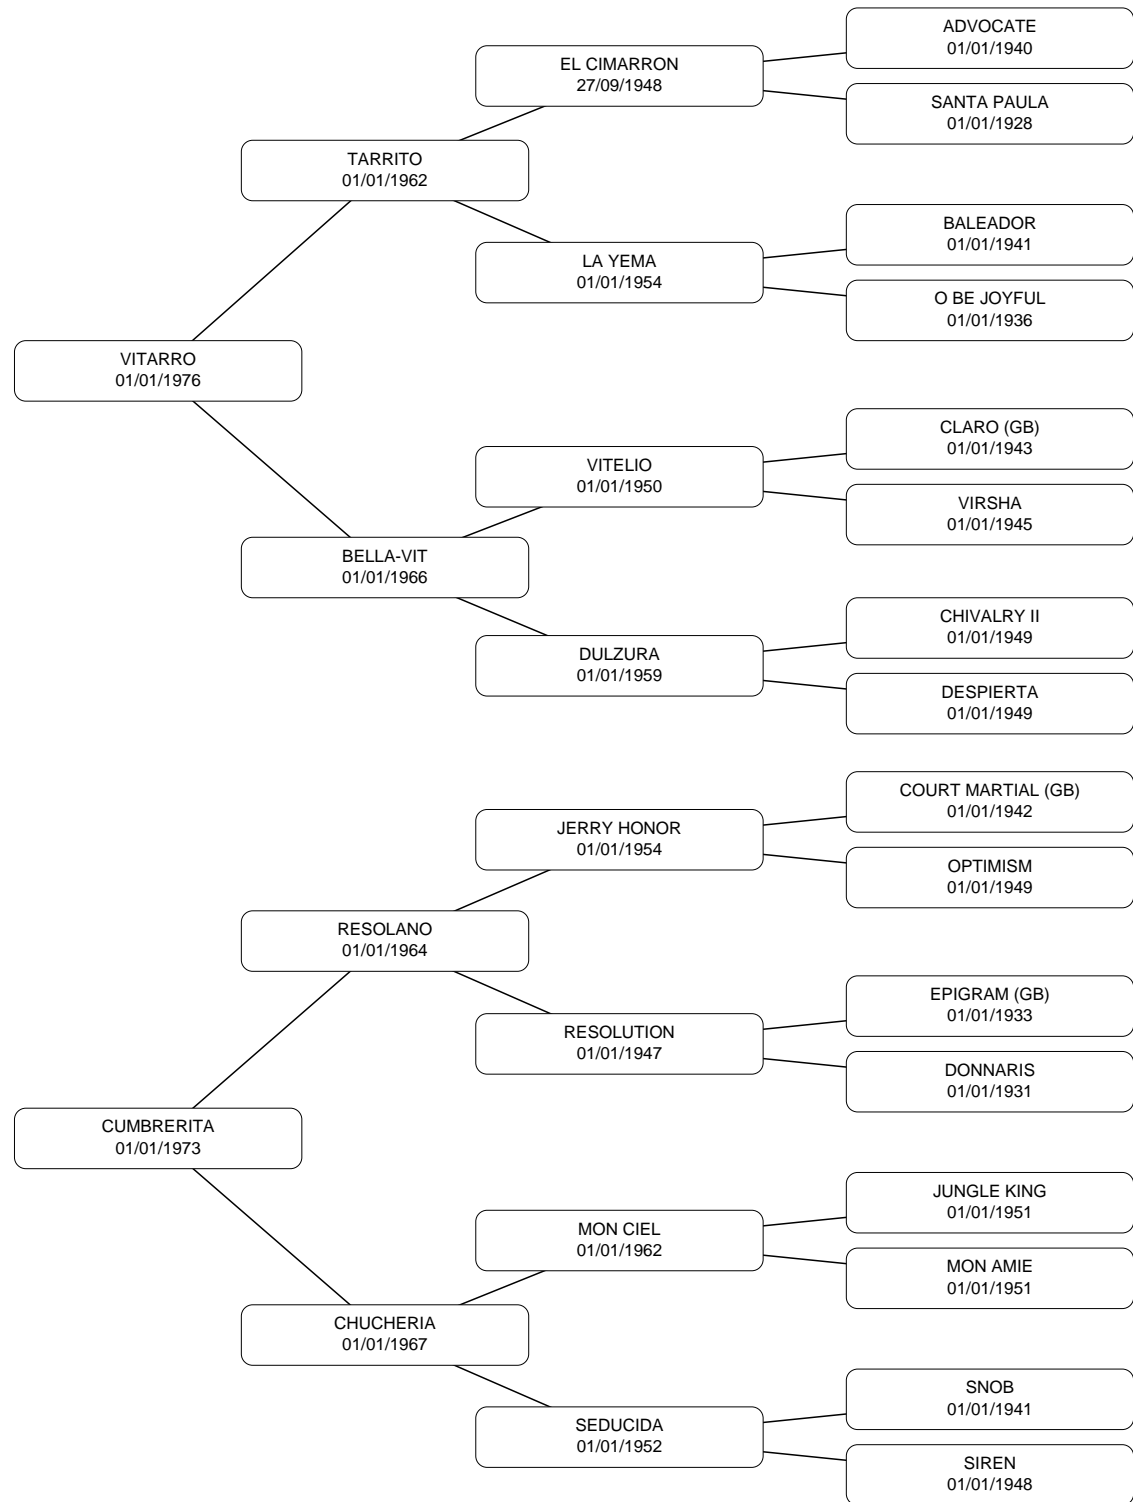 ADVOCATE
01/01/1940
EL CIMARRON
27/09/1948
SANTA PAULA
01/01/1928
TARRITO
01/01/1962
BALEADOR
01/01/1941
LA YEMA
01/01/1954
O BE JOYFUL
01/01/1936
VITARRO
01/01/1976
CLARO (GB)
01/01/1943
VITELIO
01/01/1950
VIRSHA
01/01/1945
BELLA-VIT
01/01/1966
CHIVALRY II
01/01/1949
DULZURA
01/01/1959
DESPIERTA
01/01/1949
COURT MARTIAL (GB)
01/01/1942
JERRY HONOR
01/01/1954
OPTIMISM
01/01/1949
RESOLANO
01/01/1964
EPIGRAM (GB)
01/01/1933
RESOLUTION
01/01/1947
DONNARIS
01/01/1931
CUMBRERITA
01/01/1973
JUNGLE KING
01/01/1951
MON CIEL
01/01/1962
MON AMIE
01/01/1951
CHUCHERIA
01/01/1967
SNOB
01/01/1941
SEDUCIDA
01/01/1952
SIREN
01/01/1948